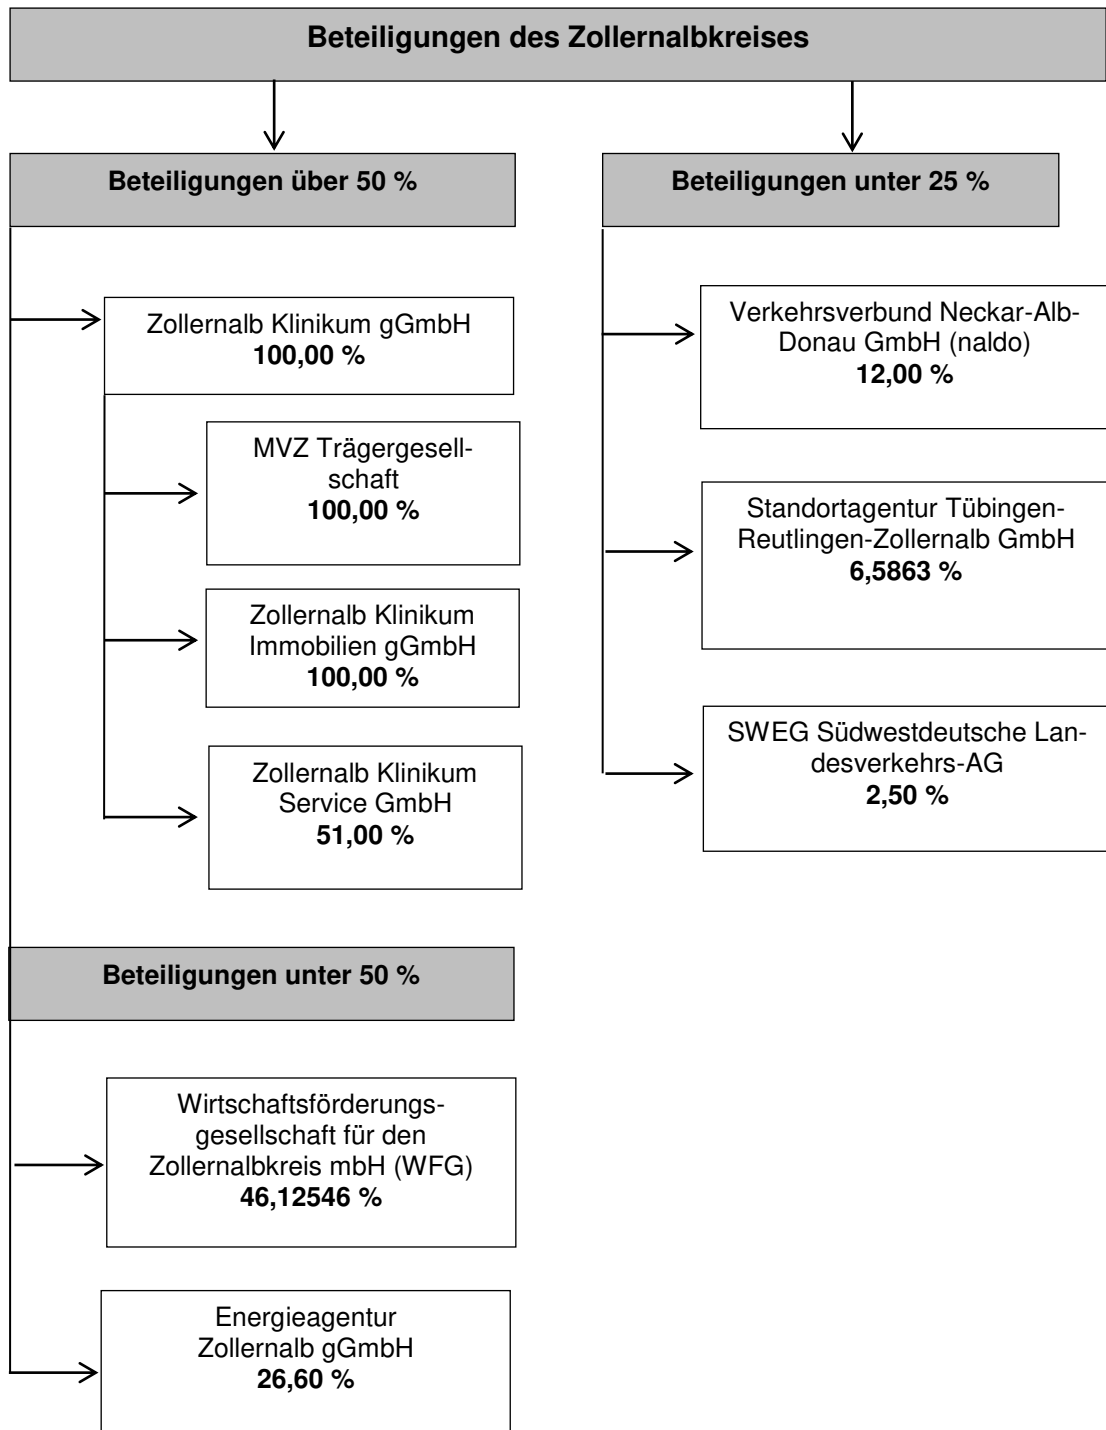 Beteiligungen des Zollernalbkreises
Beteiligungen über 50 %
Zollernalb Klinikum gGmbH
100,00 %
MVZ Trägergesell-
schaft
100,00 %
Zollernalb Klinikum
Immobilien gGmbH
100,00 %
Zollernalb Klinikum
Service GmbH
51,00 %
Beteiligungen unter 50 %
Wirtschaftsförderungs-
gesellschaft für den
Zollernalbkreis mbH (WFG)
46,12546 %
Energieagentur
Zollernalb gGmbH
26,60 %
Beteiligungen unter 25 %
Verkehrsverbund Neckar-Alb-
Donau GmbH (naldo)
12,00 %
Standortagentur Tübingen-
Reutlingen-Zollernalb GmbH
6,5863 %
SWEG Südwestdeutsche Lan-
desverkehrs-AG
2,50 %